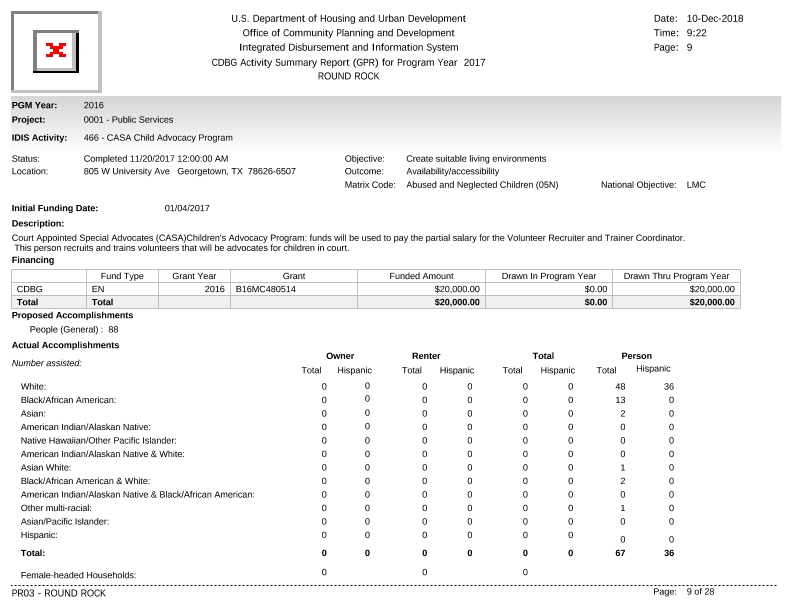 U.S. Department of Housing and Urban Development
Office of Community Planning and Development
Integrated Disbursement and Information System
CDBG Activity Summary Report (GPR) for Program Year 2017
ROUND ROCK
Date: 10-Dec-2018
Time: 9:22
Page: 9
PGM Year: 2016
Project: 0001 - Public Services
IDIS Activity: 466 - CASA Child Advocacy Program
Status: Completed 11/20/2017 12:00:00 AM Objective: Create suitable living environments
Location: 805 W University Ave Georgetown, TX 78626-6507 Outcome: Availability/accessibility
Matrix Code: Abused and Neglected Children (05N) National Objective: LMC
Initial Funding Date: 01/04/2017
Description:
Court Appointed Special Advocates (CASA)Children's Advocacy Program: funds will be used to pay the partial salary for the Volunteer Recruiter and Trainer Coordinator.
This person recruits and trains volunteers that will be advocates for children in court.
Financing
Fund Type Grant Year Grant Funded Amount Drawn In Program Year Drawn Thru Program Year
CDBG EN 2016 B16MC480514 $20,000.00 $0.00 $20,000.00
Total Total $20,000.00 $0.00 $20,000.00
Proposed Accomplishments
People (General) : 88
Actual Accomplishments
Number assisted:
Owner Renter Total Person
Total Hispanic Total Hispanic Total Hispanic Total Hispanic
White: 0 0 0 0 0 0 48 36
Black/African American: 0 0 0 0 0 0 13 0
Asian: 0 0 0 0 0 0 2 0
American Indian/Alaskan Native: 0 0 0 0 0 0 0 0
Native Hawaiian/Other Pacific Islander: 0 0 0 0 0 0 0 0
American Indian/Alaskan Native & White: 0 0 0 0 0 0 0 0
Asian White: 0 0 0 0 0 0 1 0
Black/African American & White: 0 0 0 0 0 0 2 0
American Indian/Alaskan Native & Black/African American: 0 0 0 0 0 0 0 0
Other multi-racial: 0 0 0 0 0 0 1 0
Asian/Pacific Islander: 0 0 0 0 0 0 0 0
Hispanic: 0 0 0 0 0 0 0 0
Total: 0 0 0 0 0 0 67 36
Female-headed Households: 0 0 0
PR03 - ROUND ROCK Page: 9 of 28